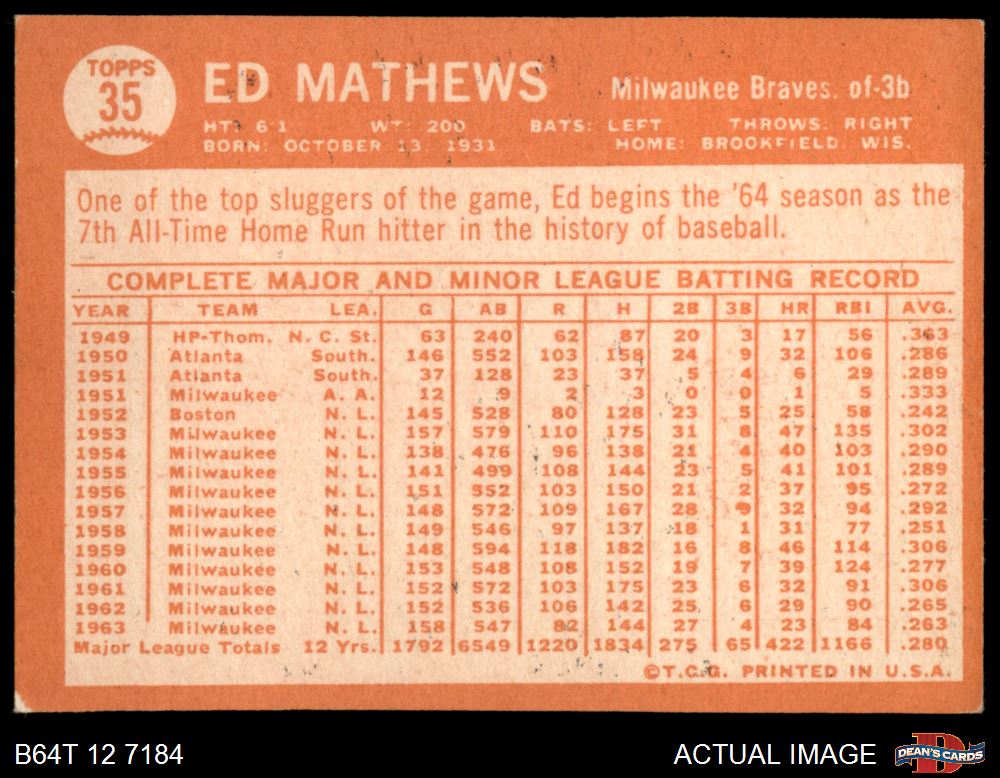 TOPPS
35
ED MATHEWS
Milwaukee Braves. of-3b
HT: 6'1 WT: 200 BATS: LEFT THROWS: RIGHT
BORN: OCTOBER 13, 1931 HOME: BROOKFIELD, WIS.
One of the top sluggers of the game, Ed begins the '64 season as the
7th All-Time Home Run hitter in the history of baseball.
COMPLETE MAJOR AND MINOR LEAGUE BATTING RECORD
YEAR TEAM LEA. G AB R H 2B 3B HR RBI AVG.
1949 HP-Thom. N. C. St. 63 240 62 87 20 3 17 56 .363
1950 Atlanta South. 146 552 103 158 24 9 32 106 .286
1951 Atlanta South. 37 128 23 37 5 4 6 29 .289
1951 Milwaukee A. A. 12 9 2 3 0 0 1 5 .333
1952 Boston N. L. 145 528 80 128 23 5 25 58 .242
1953 Milwaukee N. L. 157 579 110 175 31 8 47 135 .302
1954 Milwaukee N. L. 138 476 96 138 21 4 40 103 .290
1955 Milwaukee N. L. 141 499 108 144 23 5 41 101 .289
1956 Milwaukee N. L. 151 552 103 150 21 2 37 95 .272
1957 Milwaukee N. L. 148 572 109 167 28 9 32 94 .292
1958 Milwaukee N. L. 149 546 97 137 18 1 31 77 .251
1959 Milwaukee N. L. 148 594 118 182 16 8 46 114 .306
1960 Milwaukee N. L. 153 548 108 152 19 7 39 124 .277
1961 Milwaukee N. L. 152 572 103 175 23 6 32 91 .306
1962 Milwaukee N. L. 152 536 106 142 25 6 29 90 .265
1963 Milwaukee N. L. 158 547 82 144 27 4 23 84 .263
Major League Totals 12 Yrs. 1792 6549 1220 1834 275 65 422 1166 .280
©T.C.G. PRINTED IN U.S.A.
B64T 12 7184
ACTUAL IMAGE
DEAN'S CARDS